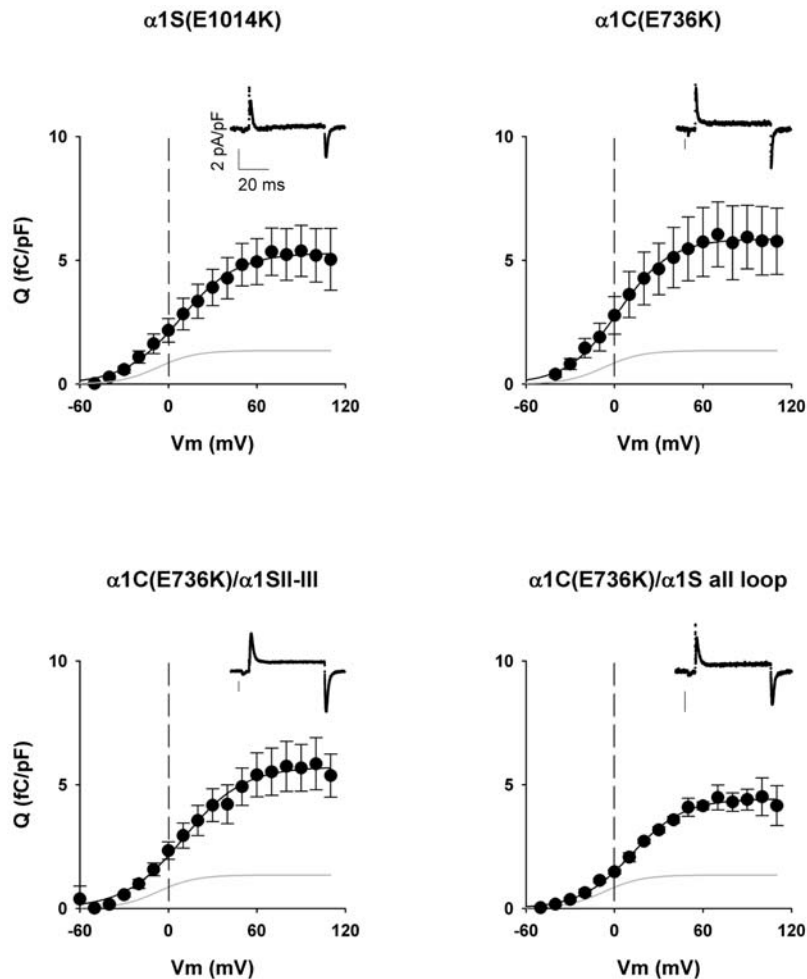 α1S(E1014K)
α1C(E736K)
10
5
0
Q (fC/pF)
2 pA/pF
20 ms
-60 0 60 120
Vm (mV)
10
5
0
-60 0 60 120
Vm (mV)
α1C(E736K)/α1SII-III
α1C(E736K)/α1S all loop
10
5
0
Q (fC/pF)
-60 0 60 120
Vm (mV)
10
5
0
-60 0 60 120
Vm (mV)